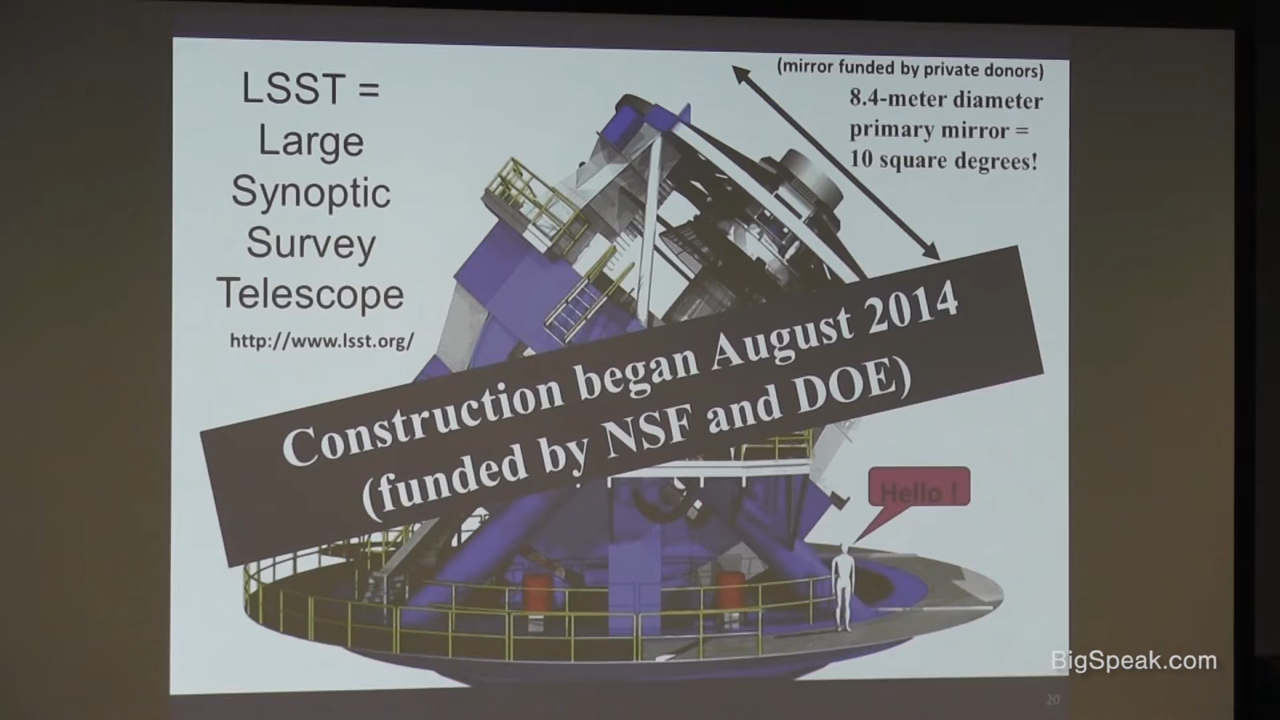 LSST =
Large
Synoptic
Survey
Telescope
http://www.lsst.org/
(mirror funded by private donors)
8.4-meter diameter
primary mirror =
10 square degrees!
Construction began August 2014
(funded by NSF and DOE)
Hello !
BigSpeak.com
20